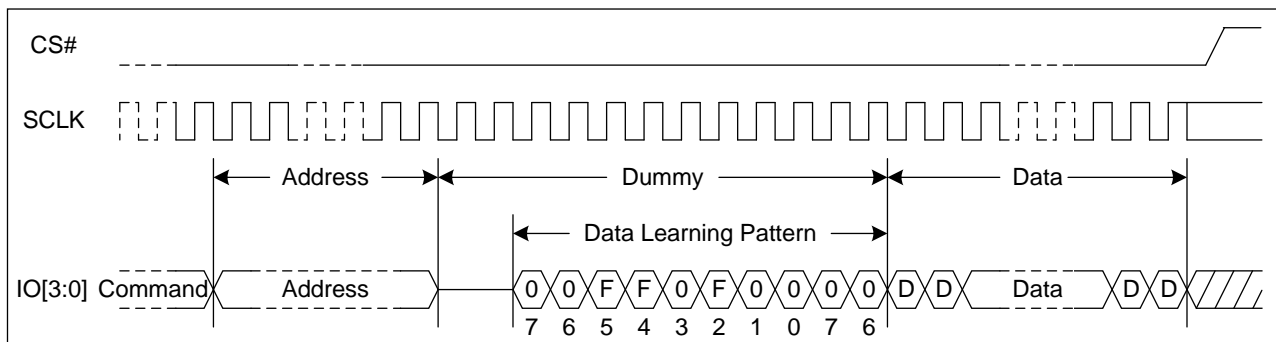 CS#
SCLK
Address Dummy Data
Data Learning Pattern
IO[3:0] Command Address 0 0 F F 0 F 0 0 0 0 D D Data D D
7 6 5 4 3 2 1 0 7 6